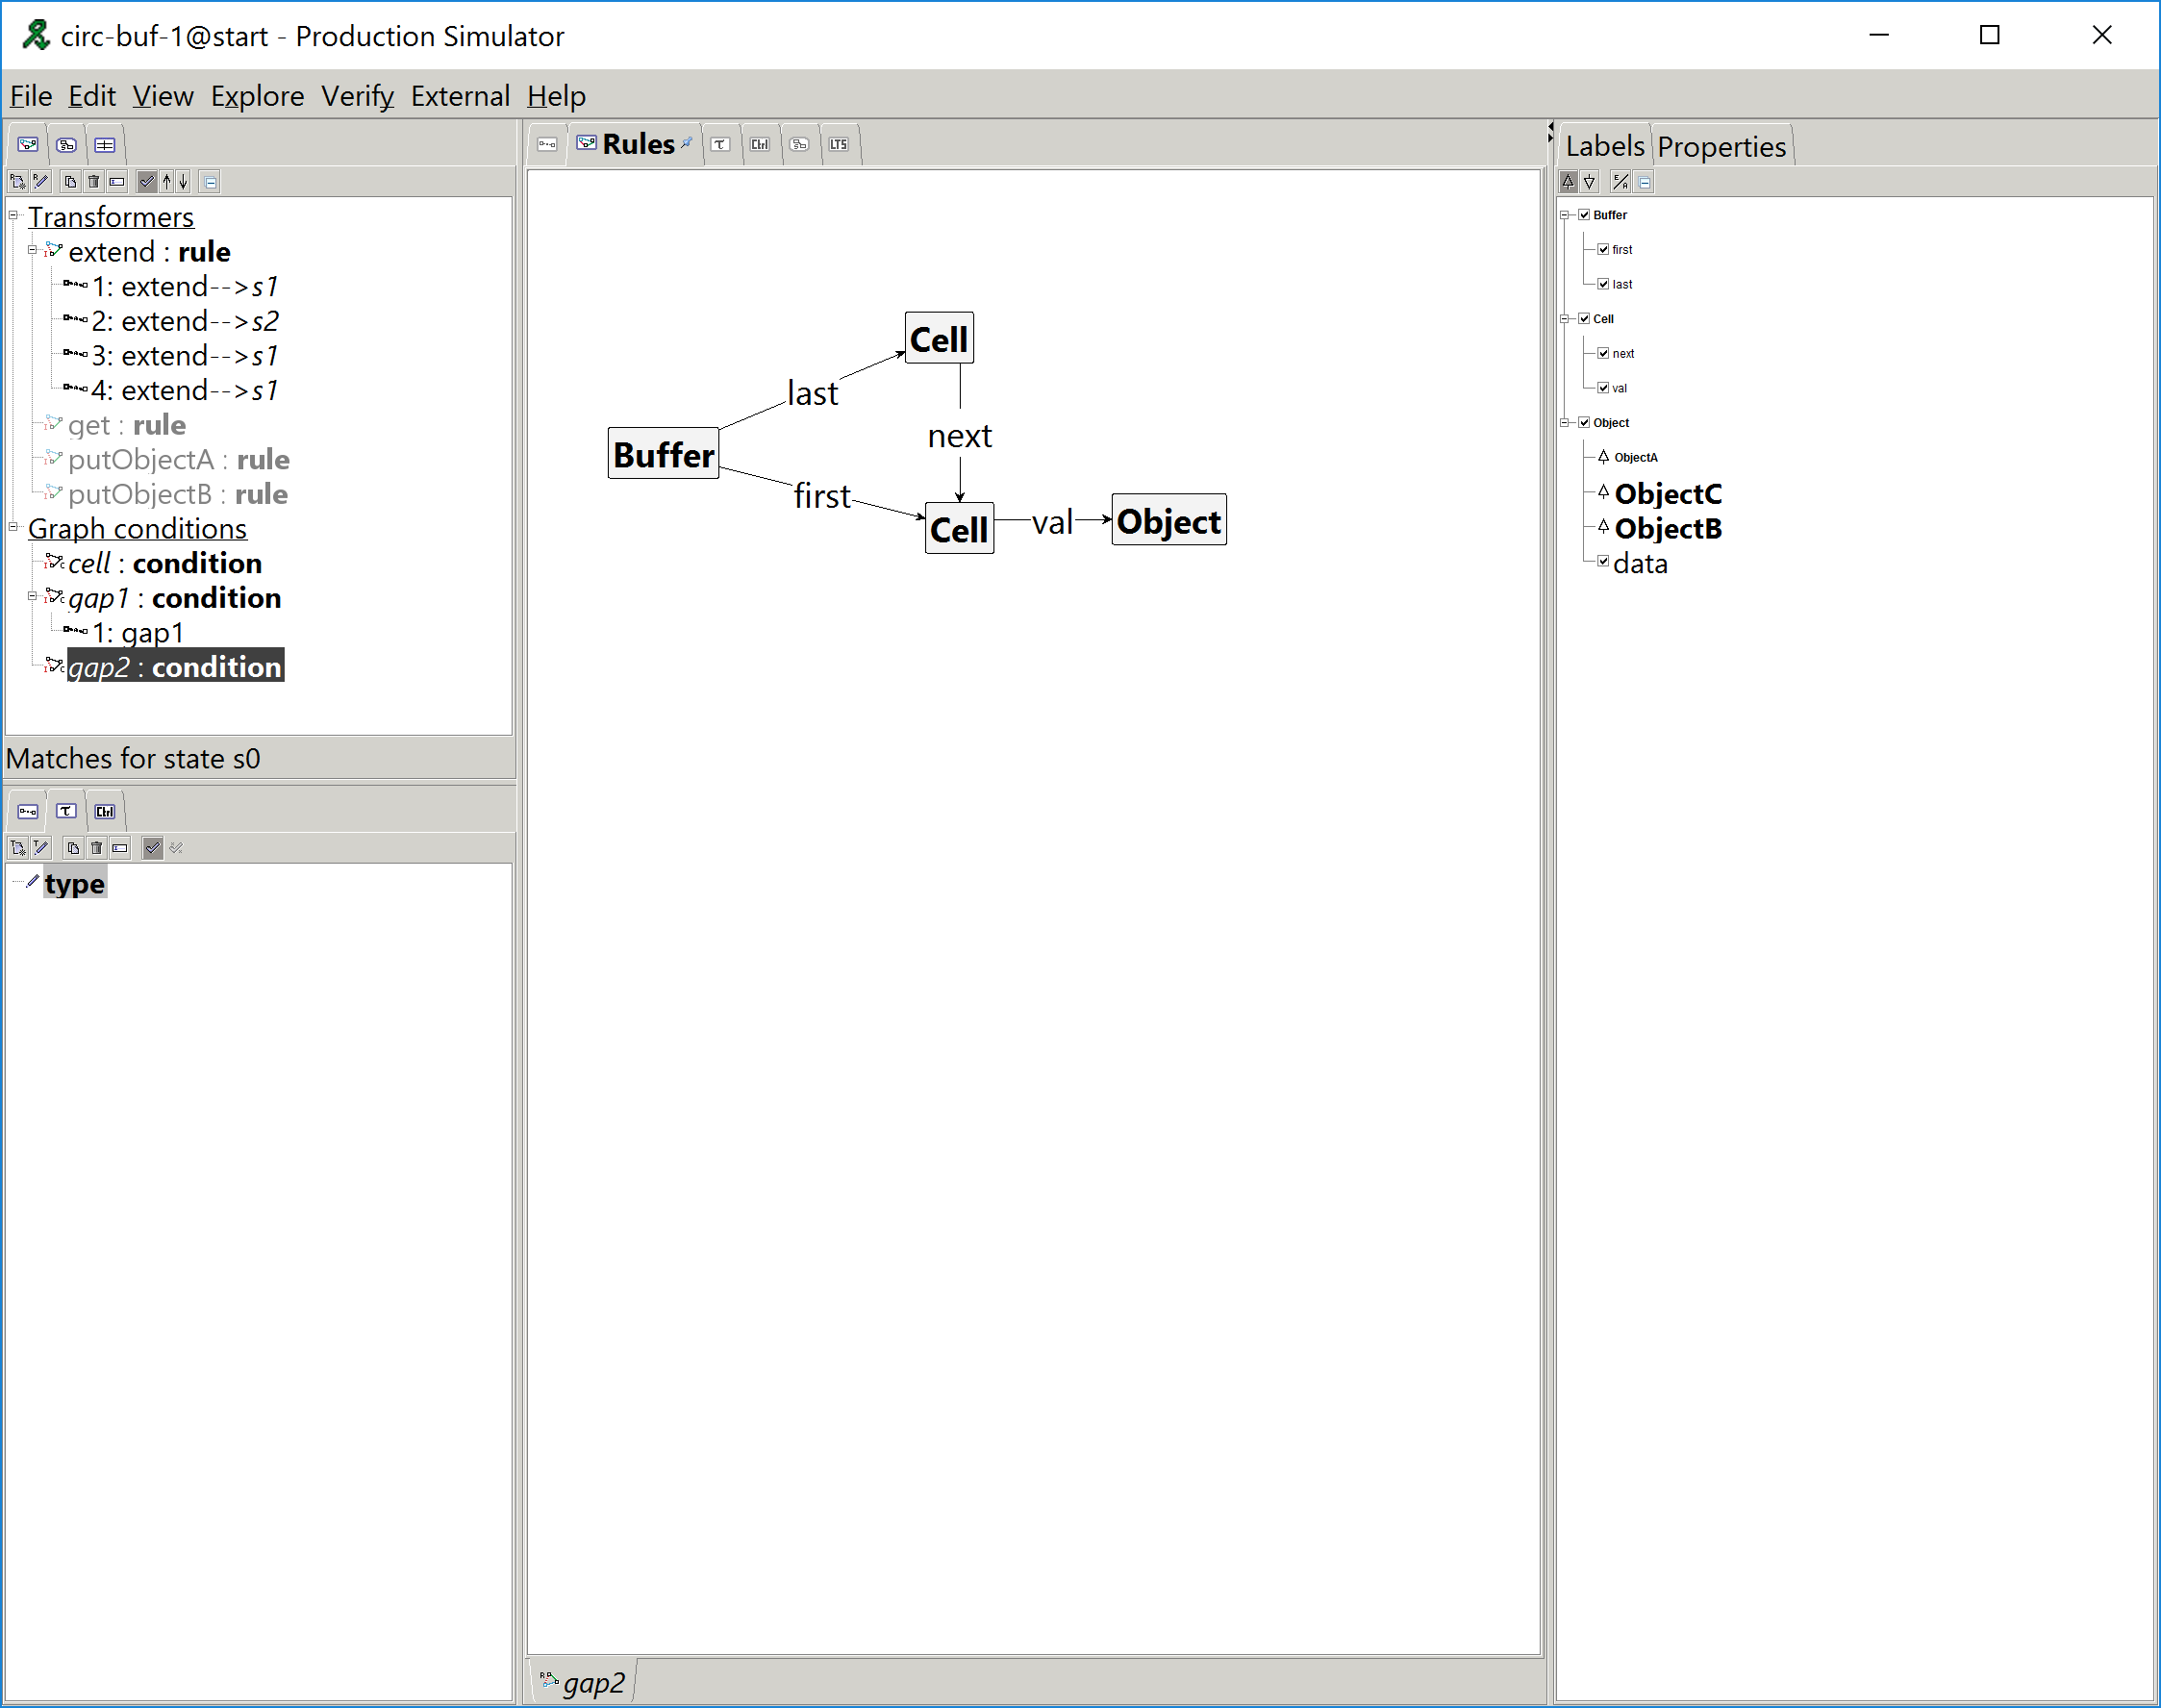 circ-buf-1@start - Production Simulator
File Edit View Explore Verify External Help
Transformers
extend : rule
1: extend-->s1
2: extend-->s2
3: extend-->s1
4: extend-->s1
get : rule
putObjectA : rule
putObjectB : rule
Graph conditions
cell : condition
gap1 : condition
1: gap1
gap2 : condition
Matches for state s0
τ Ctrl
type
Rules τ Ctrl LTS
Cell
last
next
Buffer
first
Cell
val
Object
gap2
Labels Properties
Buffer
first
last
Cell
next
val
Object
ObjectA
ObjectC
ObjectB
data